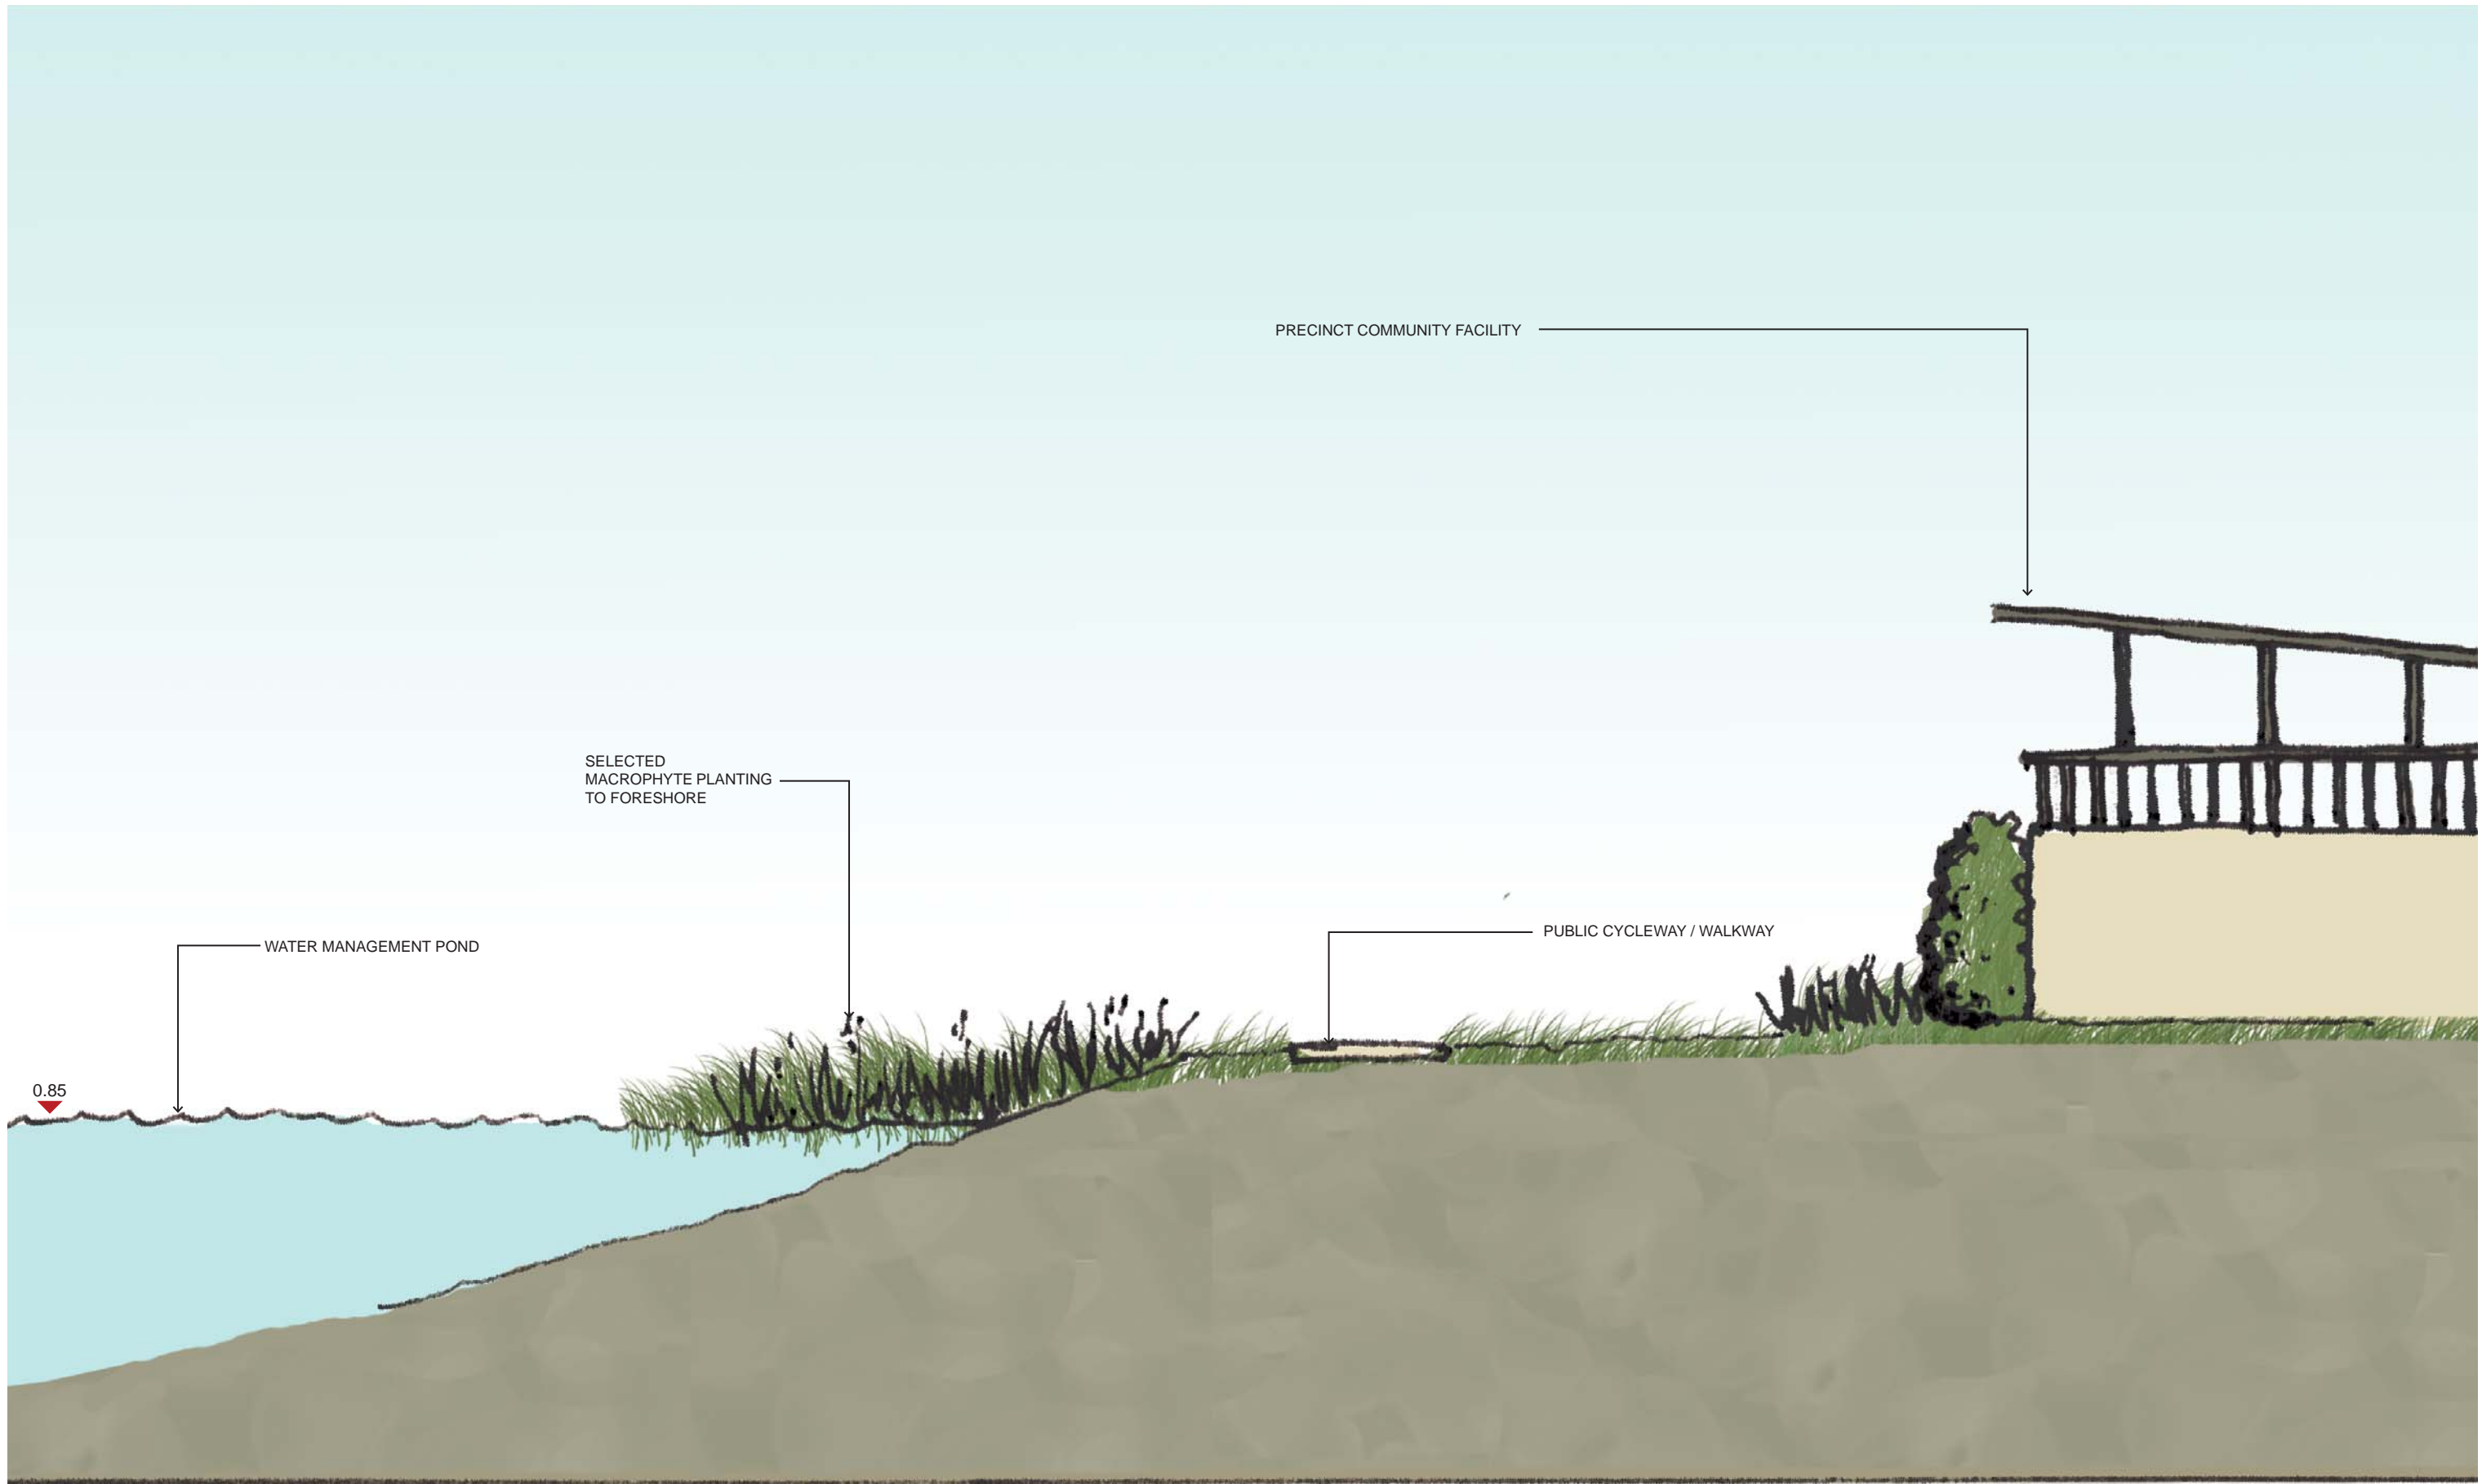 PRECINCT COMMUNITY FACILITY
SELECTED
MACROPHYTE PLANTING
TO FORESHORE
PUBLIC CYCLEWAY / WALKWAY
WATER MANAGEMENT POND
0.85